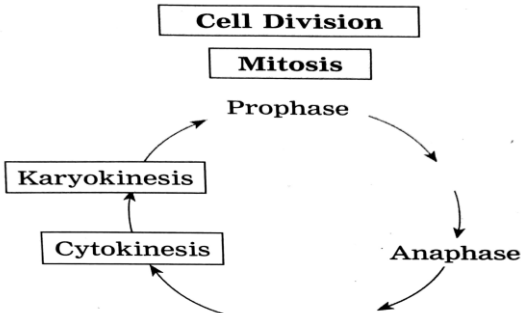 Cell Division
Mitosis
Prophase
Karyokinesis
Cytokinesis
Anaphase